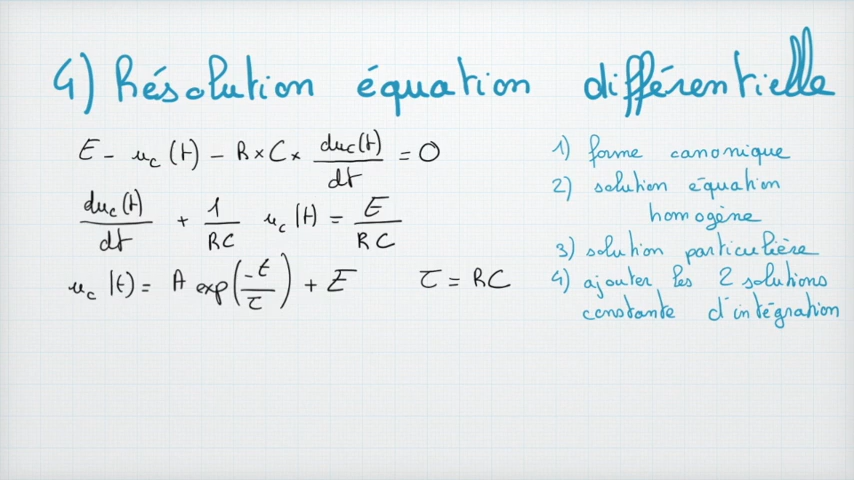 4) Résolution équation différentielle
E - uc (t) - R×C× duc(t)/dt = 0
duc(t)/dt + 1/RC uc(t) = E/RC
uc(t) = A exp(-t/τ) + E τ = RC
1) forme canonique
2) solution équation
homogène
3) solution particulière
4) ajouter les 2 solutions
constante d'intégration